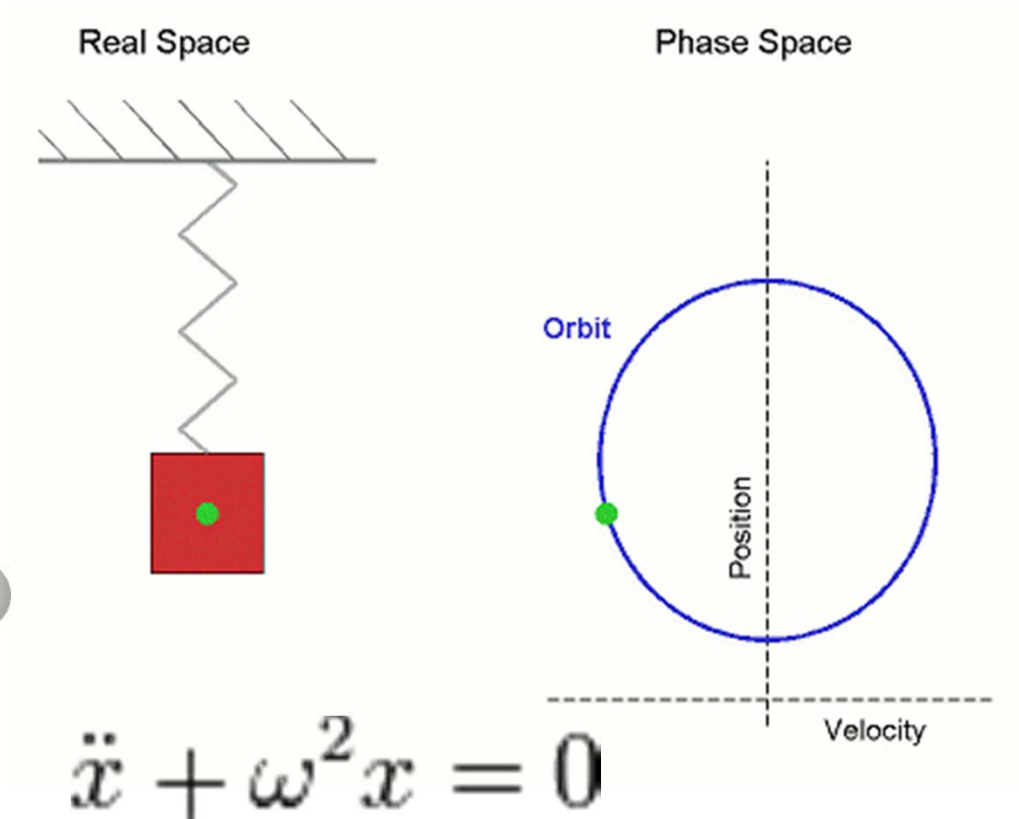 Real Space
Phase Space
Orbit
Position
Velocity
ẍ + ω²x = 0